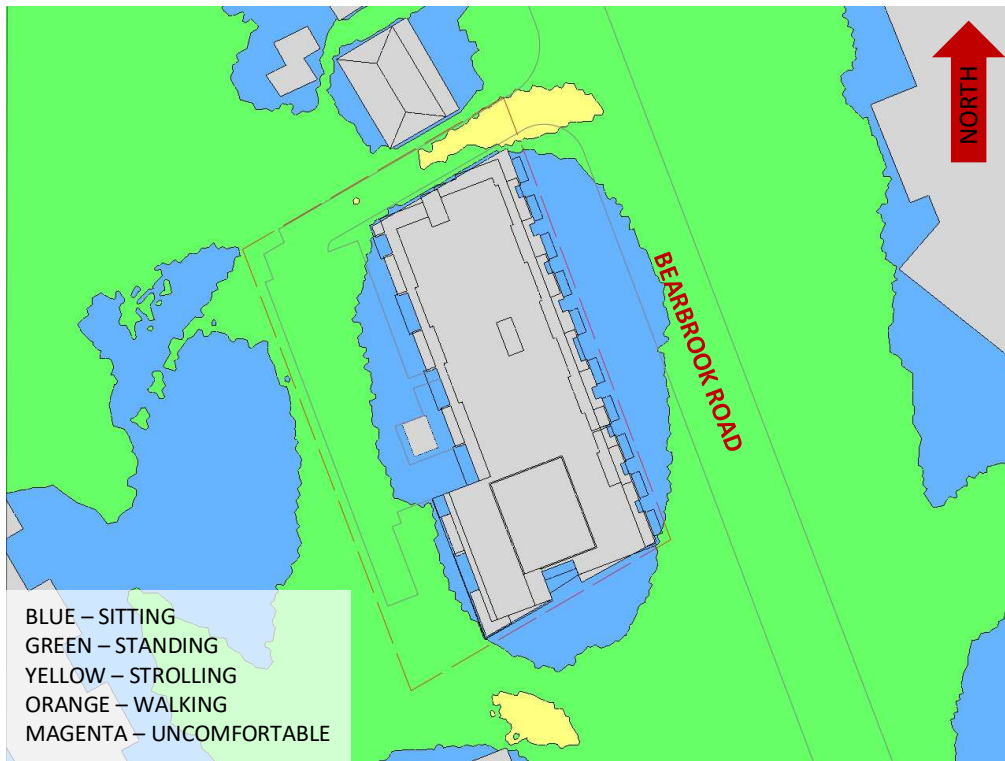 NORTH
BEARBROOK ROAD
BLUE – SITTING
GREEN – STANDING
YELLOW – STROLLING
ORANGE – WALKING
MAGENTA – UNCOMFORTABLE